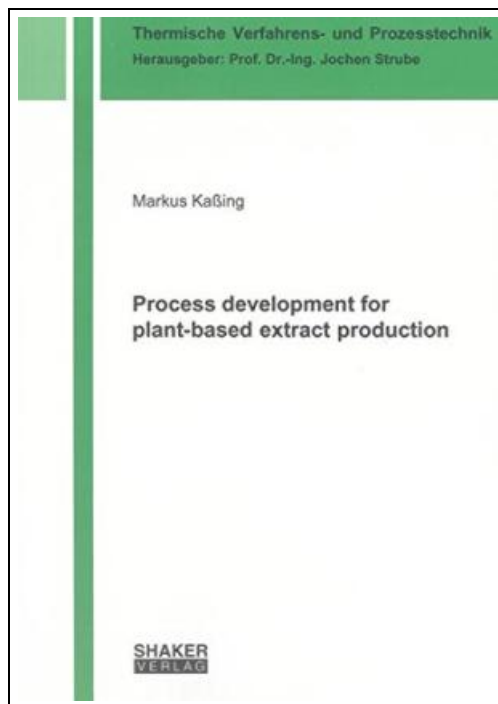 Thermische Verfahrens- und Prozesstechnik
Herausgeber: Prof. Dr.-Ing. Jochen Strube
Markus Kaßing
Process development for
plant-based extract production
SHAKER
VERLAG